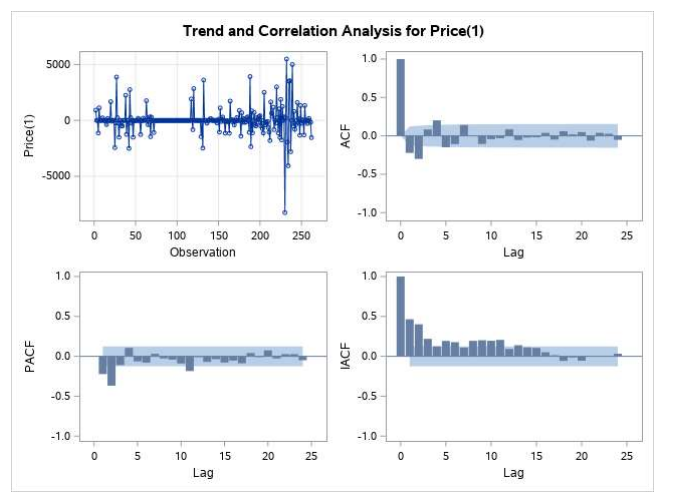 Trend and Correlation Analysis for Price(1)
5000
0
-5000
Price(1)
0 50 100 150 200 250
Observation
1.0
0.5
0.0
-0.5
-1.0
ACF
0 5 10 15 20 25
Lag
1.0
0.5
0.0
-0.5
-1.0
PACF
0 5 10 15 20 25
Lag
1.0
0.5
0.0
-0.5
-1.0
IACF
0 5 10 15 20 25
Lag